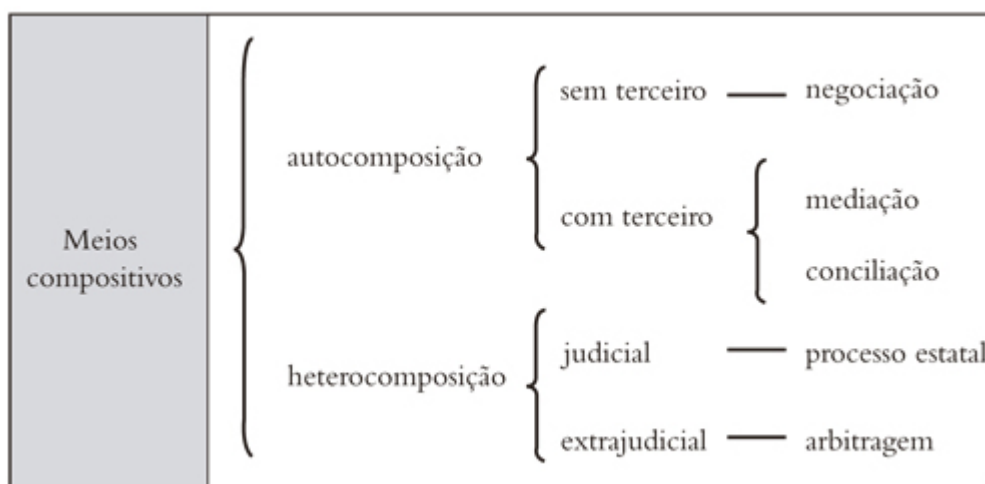 Meios
compositivos
autocomposição
sem terceiro
negociação
com terceiro
mediação
conciliação
heterocomposição
judicial
processo estatal
extrajudicial
arbitragem